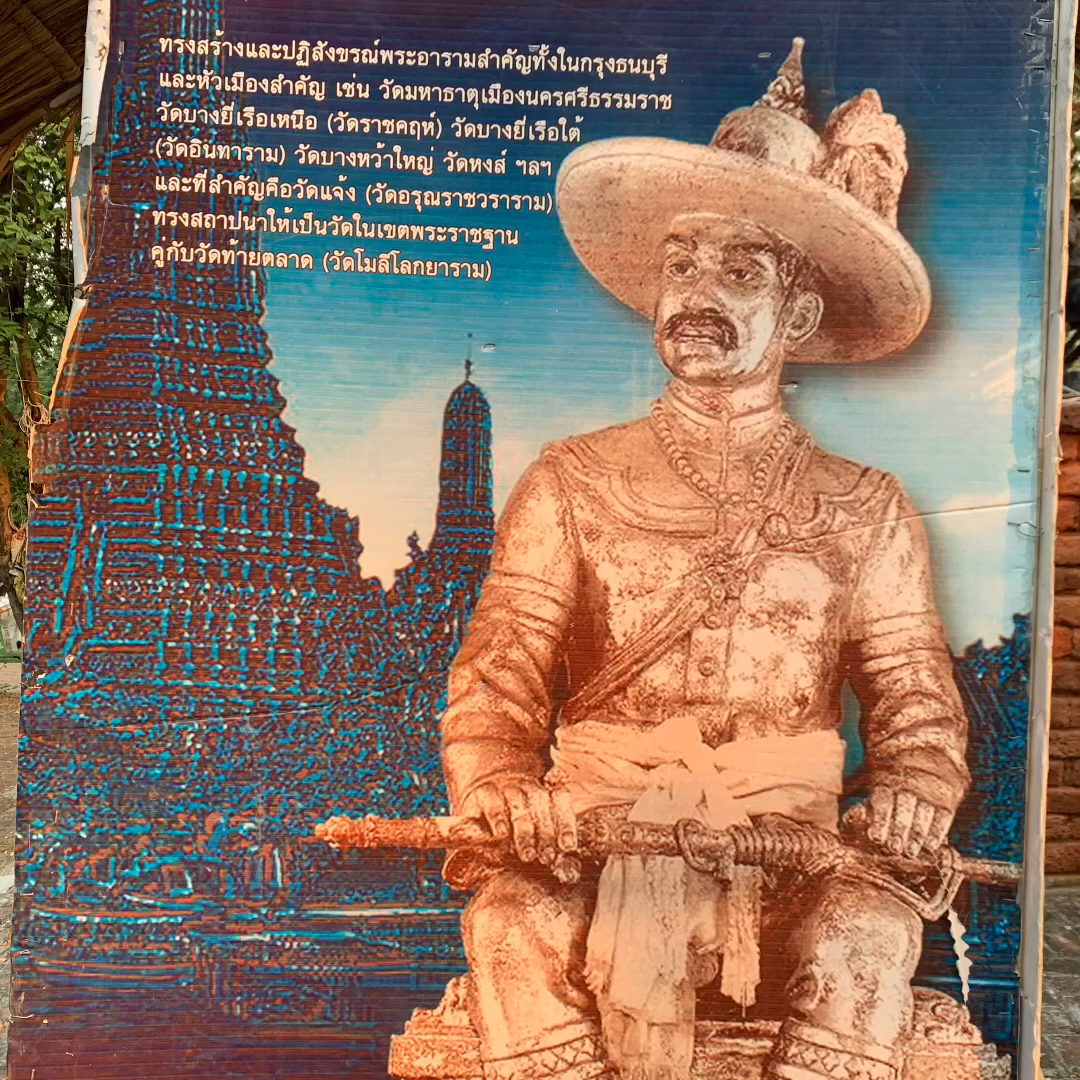 ทรงสร้างและปฏิสังขรณ์พระอารามสำคัญทั้งในกรุงธนบุรี
และหัวเมืองสำคัญ เช่น วัดมหาธาตุเมืองนครศรีธรรมราช
วัดบางยี่เรือเหนือ (วัดราชคฤห์) วัดบางยี่เรือใต้
(วัดอินทาราม) วัดบางหว้าใหญ่ วัดหงส์ ฯลฯ
และที่สำคัญคือวัดแจ้ง (วัดอรุณราชวราราม)
ทรงสถาปนาให้เป็นวัดในเขตพระราชฐาน
คู่กับวัดท้ายตลาด (วัดโมลีโลกยาราม)